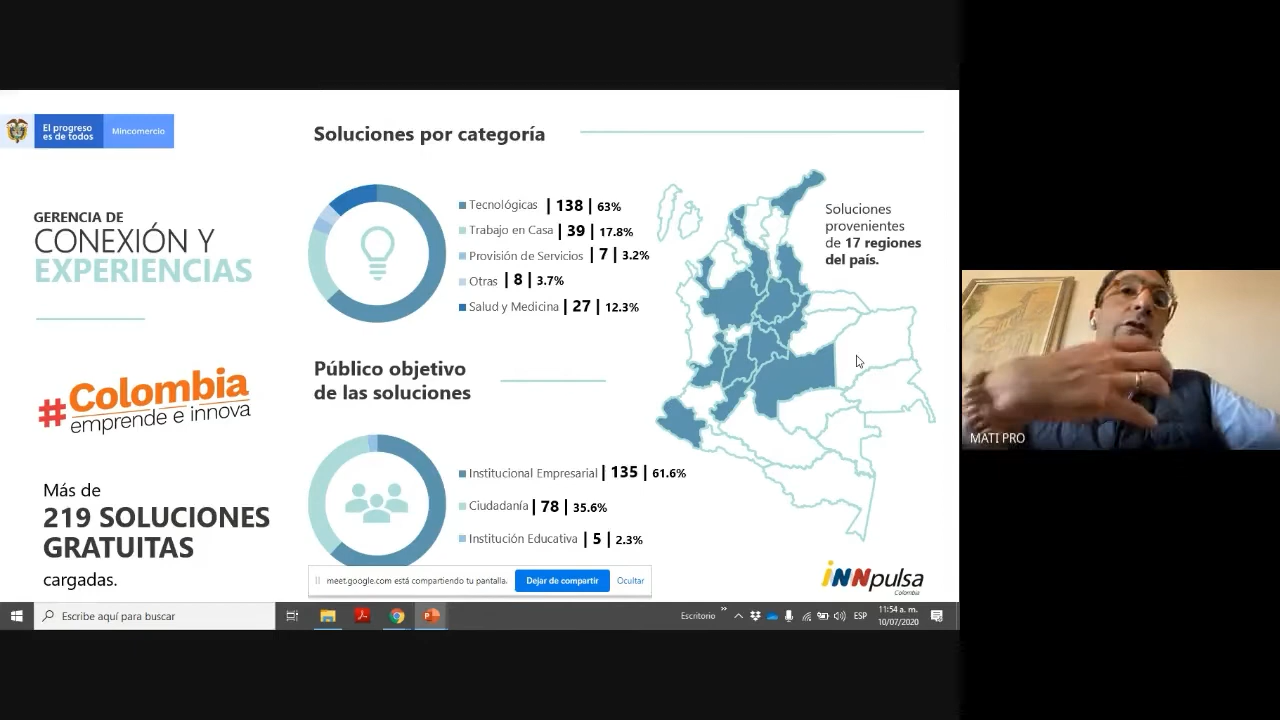 El progreso
es de todos
Mincomercio
GERENCIA DE
CONEXIÓN Y
EXPERIENCIAS
#Colombia
emprende e innova
Más de
219 SOLUCIONES
GRATUITAS
cargadas.
Soluciones por categoría
Tecnológicas | 138 | 63%
Trabajo en Casa | 39 | 17.8%
Provisión de Servicios | 7 | 3.2%
Otras | 8 | 3.7%
Salud y Medicina | 27 | 12.3%
Soluciones
provenientes
de 17 regiones
del país.
Público objetivo
de las soluciones
Institucional Empresarial | 135 | 61.6%
Ciudadanía | 78 | 35.6%
Institución Educativa | 5 | 2.3%
iNNpulsa
Colombia
meet.google.com está compartiendo tu pantalla.
Dejar de compartir
Ocultar
Escribe aquí para buscar
Escritorio
ESP
11:54 a. m.
10/07/2020
MATI PRO